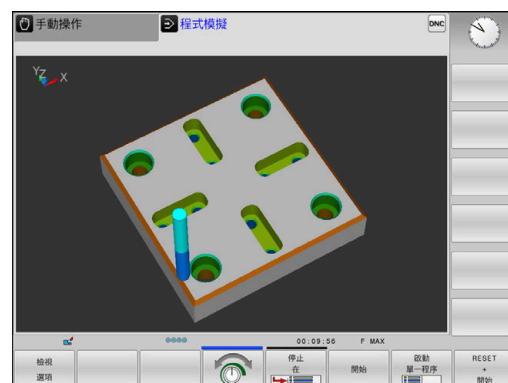 手動操作
程式模擬
DNC
YZ X
00:09:56 F MAX
檢視
選項
停止
在
開始
啟動
單一程序
RESET
+
開始